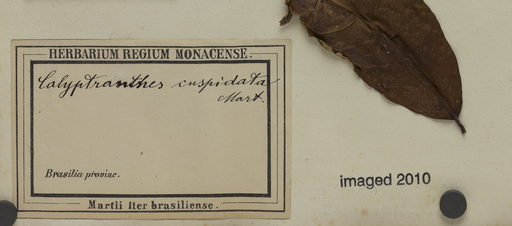 HERBARIUM REGIUM MONACENSE.
Calyptranthes cuspidata
Mart.
Brasilia provinc.
Martii Iter brasiliense.
imaged 2010